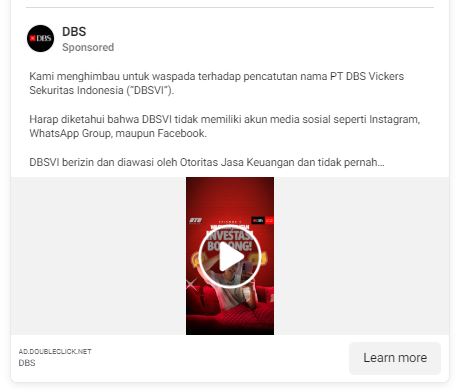 DBS
Sponsored
Kami menghimbau untuk waspada terhadap pencatutan nama PT DBS Vickers
Sekuritas Indonesia (“DBSVI”).
Harap diketahui bahwa DBSVI tidak memiliki akun media sosial seperti Instagram,
WhatsApp Group, maupun Facebook.
DBSVI berizin dan diawasi oleh Otoritas Jasa Keuangan dan tidak pernah…
INVESTASI
BODONG!
AD.DOUBLECLICK.NET
DBS
Learn more